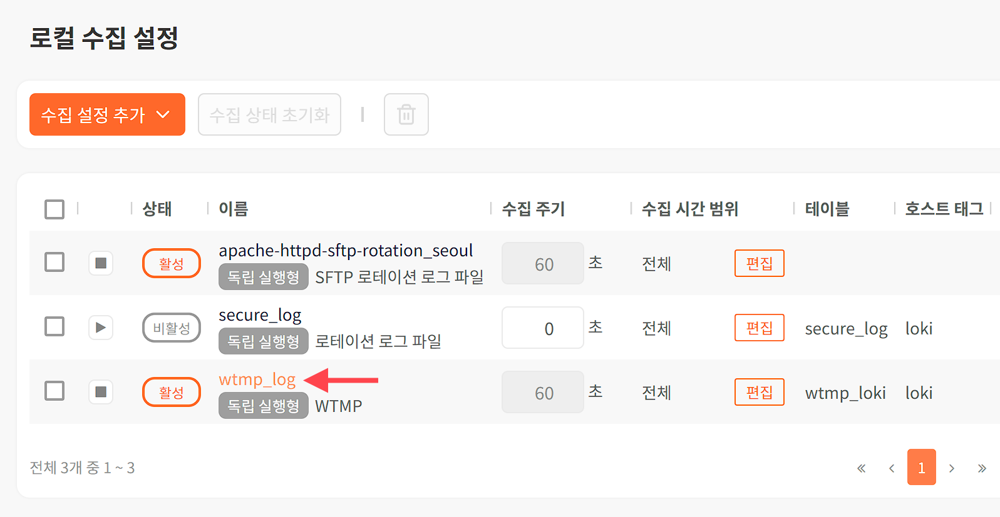 로컬 수집 설정
수집 설정 추가 수집 상태 초기화
상태 이름 수집 주기 수집 시간 범위 테이블 호스트 태그
활성 apache-httpd-sftp-rotation_seoul 60 초 전체 편집
독립 실행형 SFTP 로테이션 로그 파일
비활성 secure_log 0 초 전체 편집 secure_log loki
독립 실행형 로테이션 로그 파일
활성 wtmp_log 60 초 전체 편집 wtmp_loki loki
독립 실행형 WTMP
전체 3개 중 1 ~ 3 « ‹ 1 › »